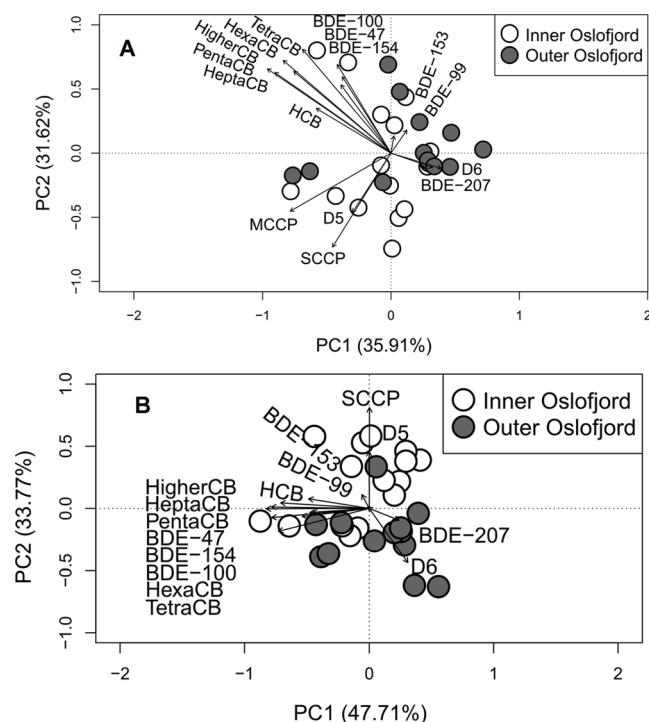 A
BDE-100
BDE-47
BDE-154
TetraCB
HexaCB
HigherCB
PentaCB
HeptaCB
HCB
BDE-153
BDE-99
Inner Oslofjord
Outer Oslofjord
D6
BDE-207
D5
MCCP
SCCP
PC2 (31.62%)
1.0
0.5
0.0
-0.5
-1.0
-2
-1
0
1
2
PC1 (35.91%)
B
SCCP
D5
BDE-153
BDE-99
HCB
Inner Oslofjord
Outer Oslofjord
HigherCB
HeptaCB
PentaCB
BDE-47
BDE-154
BDE-100
HexaCB
TetraCB
BDE-207
D6
PC2 (33.77%)
1.0
0.5
0.0
-0.5
-1.0
-2
-1
0
1
2
PC1 (47.71%)